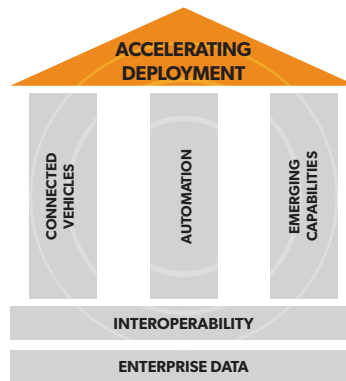 ACCELERATING
DEPLOYMENT
CONNECTED
VEHICLES
AUTOMATION
EMERGING
CAPABILITIES
INTEROPERABILITY
ENTERPRISE DATA